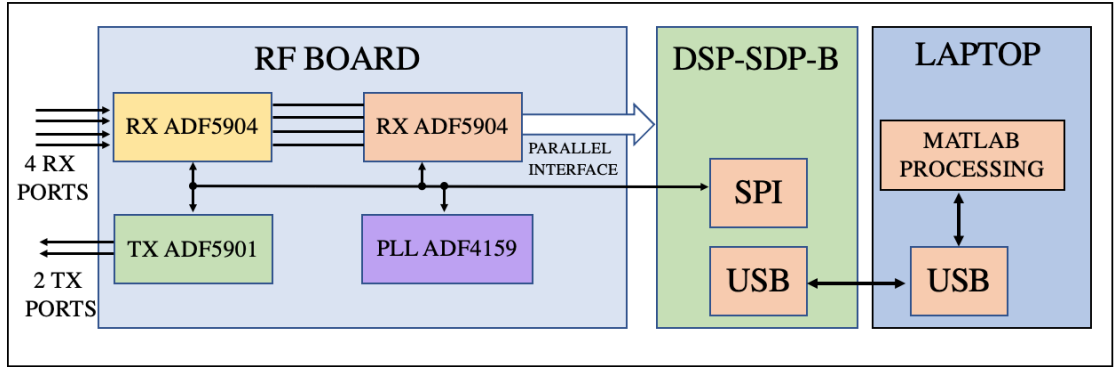 RF BOARD
DSP-SDP-B
LAPTOP
RX ADF5904
RX ADF5904
MATLAB
PROCESSING
PARALLEL
INTERFACE
4 RX
PORTS
SPI
TX ADF5901
PLL ADF4159
2 TX
PORTS
USB
USB